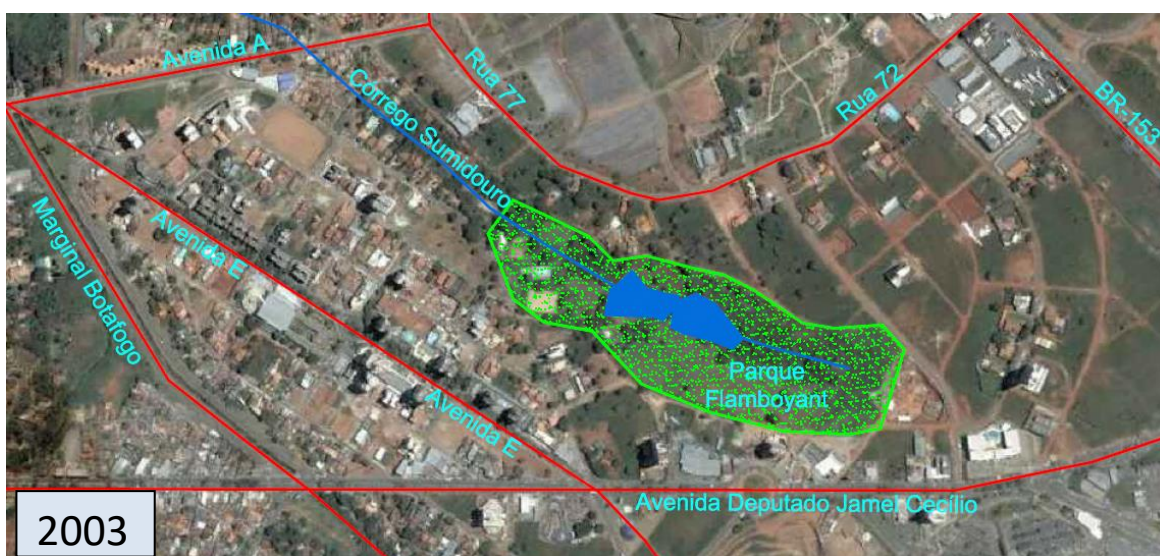 Avenida A
Rua 77
Rua 72
BR-153
Corrego Sumidouro
Marginal Botafogo
Avenida E
Avenida E
Parque
Flamboyant
Avenida Deputado Jamel Cecílio
2003